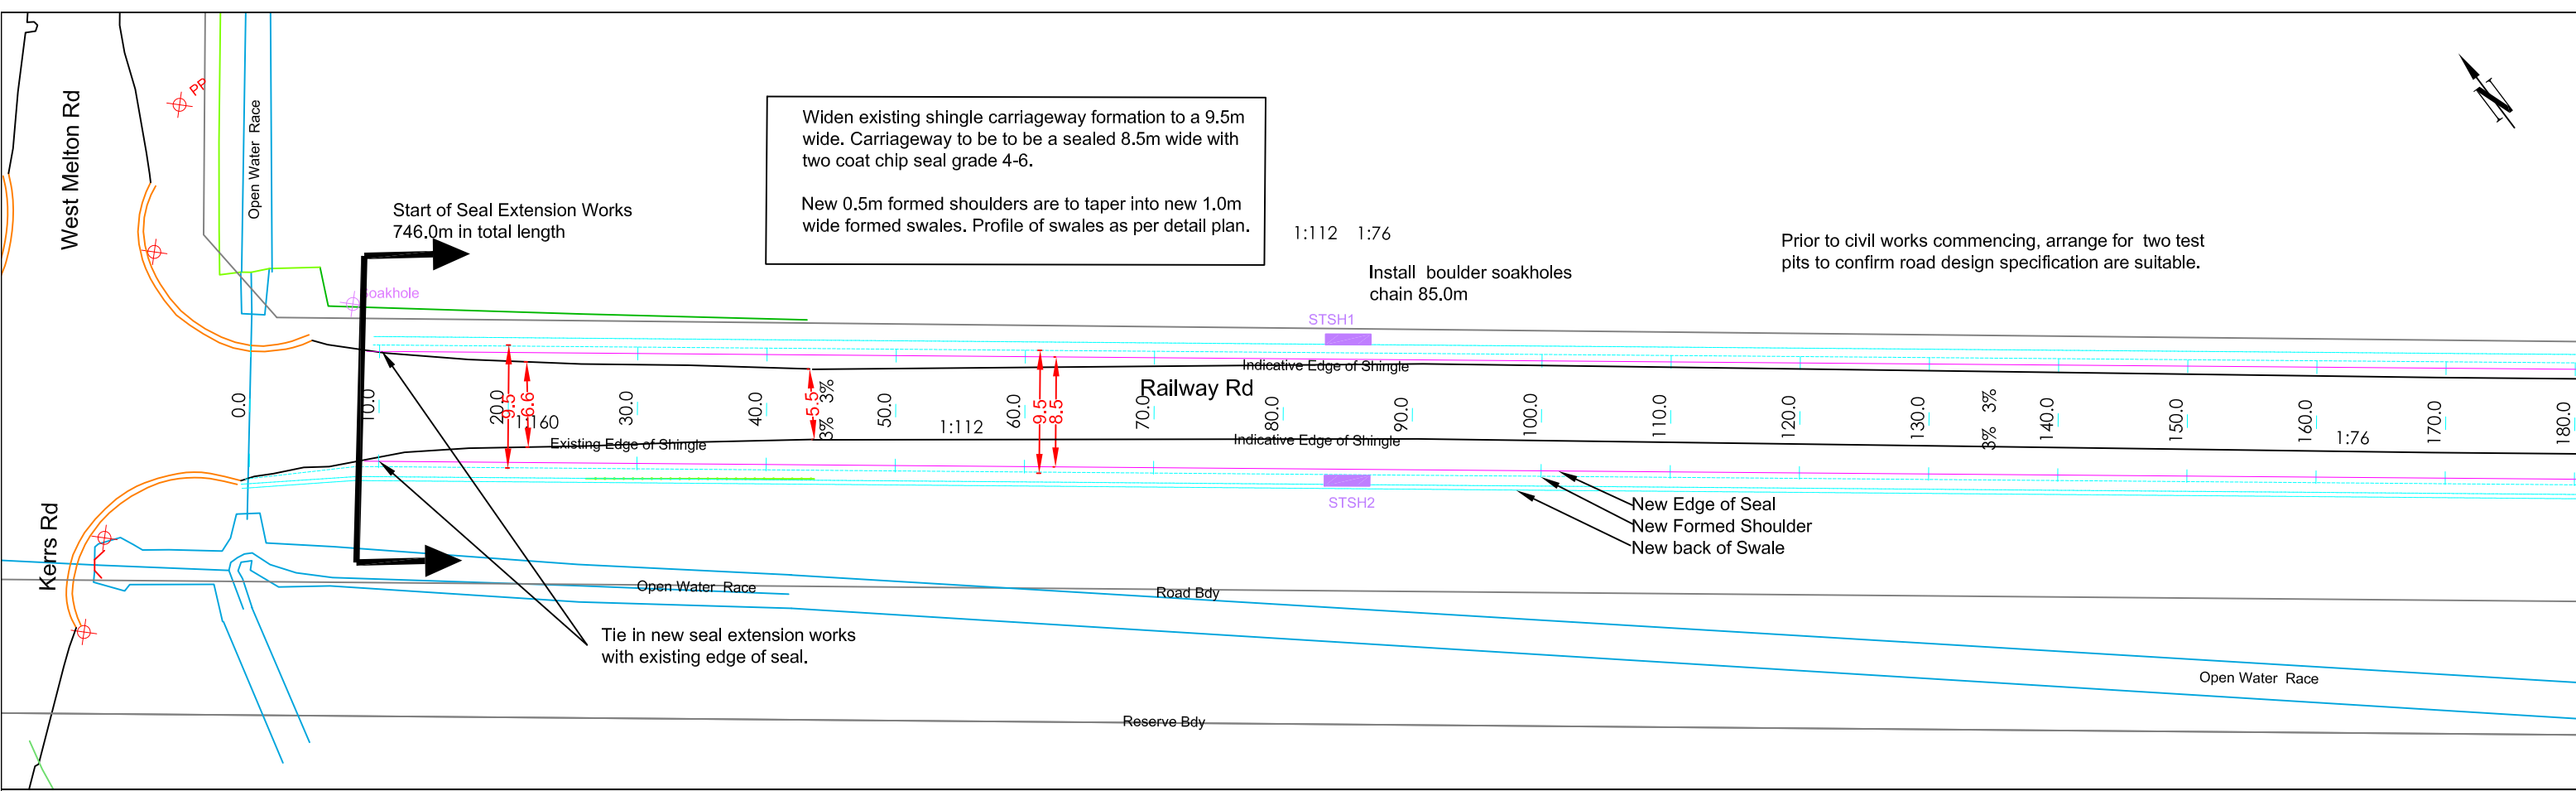 West Melton Rd
PP
Open Water Race
Start of Seal Extension Works
746.0m in total length
Widen existing shingle carriageway formation to a 9.5m
wide. Carriageway to be to be a sealed 8.5m wide with
two coat chip seal grade 4-6.
New 0.5m formed shoulders are to taper into new 1.0m
wide formed swales. Profile of swales as per detail plan.
1:112 1:76
Install boulder soakholes
chain 85.0m
Prior to civil works commencing, arrange for two test
pits to confirm road design specification are suitable.
N
Soakhole
STSH1
Indicative Edge of Shingle
Railway Rd
0.0
10.0
20.0
30.0
40.0
50.0
60.0
70.0
80.0
90.0
100.0
110.0
120.0
130.0
140.0
150.0
160.0
170.0
180.0
9.5
6.6
5.5
9.5
8.5
3% 3%
3% 3%
1:160
1:112
1:76
Existing Edge of Shingle
Indicative Edge of Shingle
STSH2
New Edge of Seal
New Formed Shoulder
New back of Swale
Kerrs Rd
Open Water Race
Road Bdy
Tie in new seal extension works
with existing edge of seal.
Open Water Race
Reserve Bdy